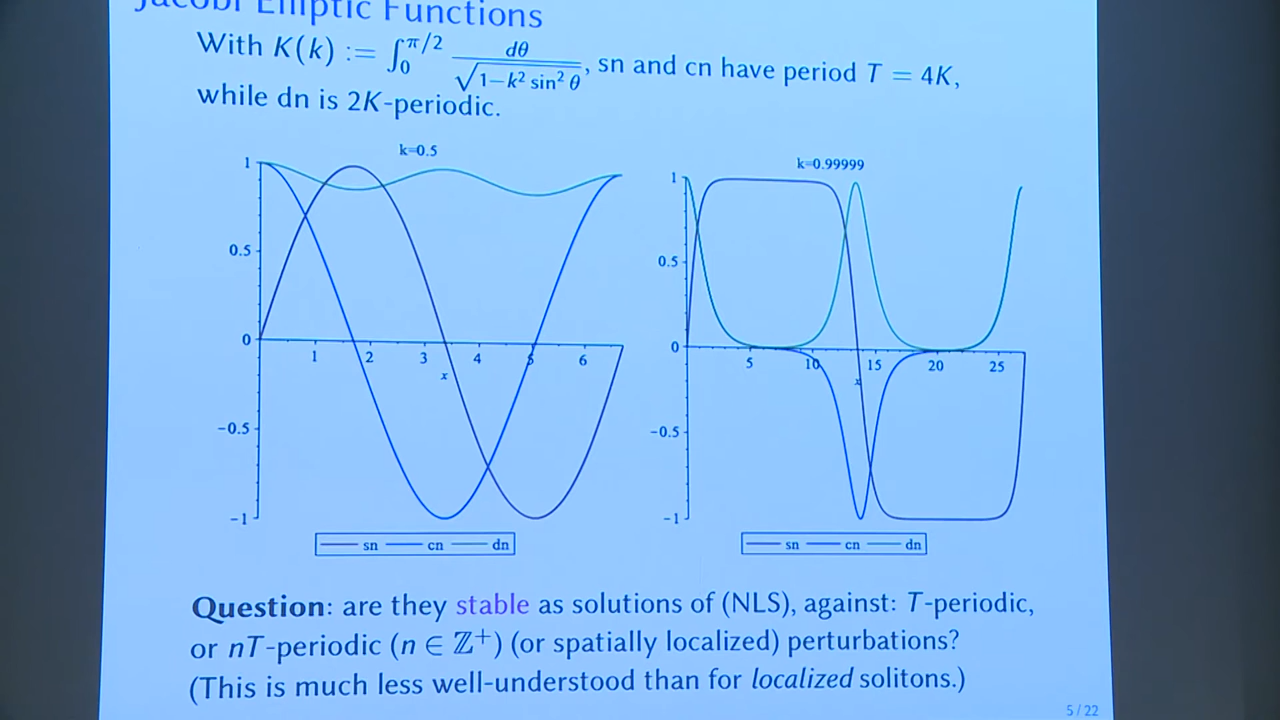 Jacobi Elliptic Functions
With K(k) := ∫₀^{π/2} dθ / √(1−k² sin² θ), sn and cn have period T = 4K,
while dn is 2K-periodic.
k=0.5
1
0.5
0
−0.5
−1
1 2 3 4 5 6
x
sn cn dn
k=0.99999
1
0.5
0
−0.5
−1
5 10 15 20 25
x
sn cn dn
Question: are they stable as solutions of (NLS), against: T-periodic,
or nT-periodic (n ∈ ℤ⁺) (or spatially localized) perturbations?
(This is much less well-understood than for localized solitons.)
5 / 22